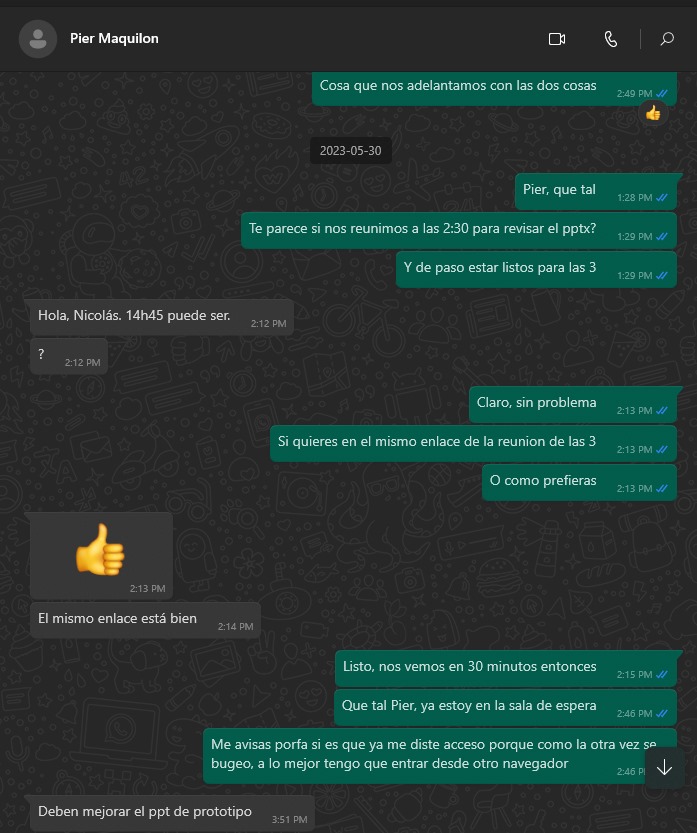 Pier Maquilon
Cosa que nos adelantamos con las dos cosas
2:49 PM
2023-05-30
Pier, que tal
1:28 PM
Te parece si nos reunimos a las 2:30 para revisar el pptx?
1:29 PM
Y de paso estar listos para las 3
1:29 PM
Hola, Nicolás. 14h45 puede ser.
2:12 PM
?
2:12 PM
Claro, sin problema
2:13 PM
Si quieres en el mismo enlace de la reunion de las 3
2:13 PM
O como prefieras
2:13 PM
2:13 PM
El mismo enlace está bien
2:14 PM
Listo, nos vemos en 30 minutos entonces
2:15 PM
Que tal Pier, ya estoy en la sala de espera
2:46 PM
Me avisas porfa si es que ya me diste acceso porque como la otra vez se
bugeo, a lo mejor tengo que entrar desde otro navegador
2:46 P
Deben mejorar el ppt de prototipo
3:51 PM